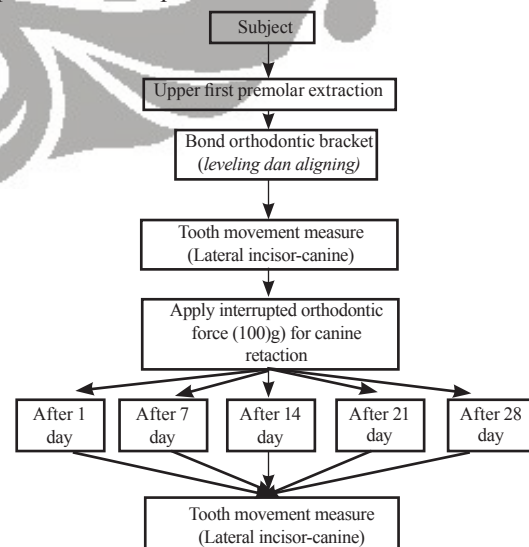 Subject
Upper first premolar extraction
Bond orthodontic bracket
(leveling dan aligning)
Tooth movement measure
(Lateral incisor-canine)
Apply interrupted orthodontic
force (100)g) for canine
retaction
After 1
day
After 7
day
After 14
day
After 21
day
After 28
day
Tooth movement measure
(Lateral incisor-canine)